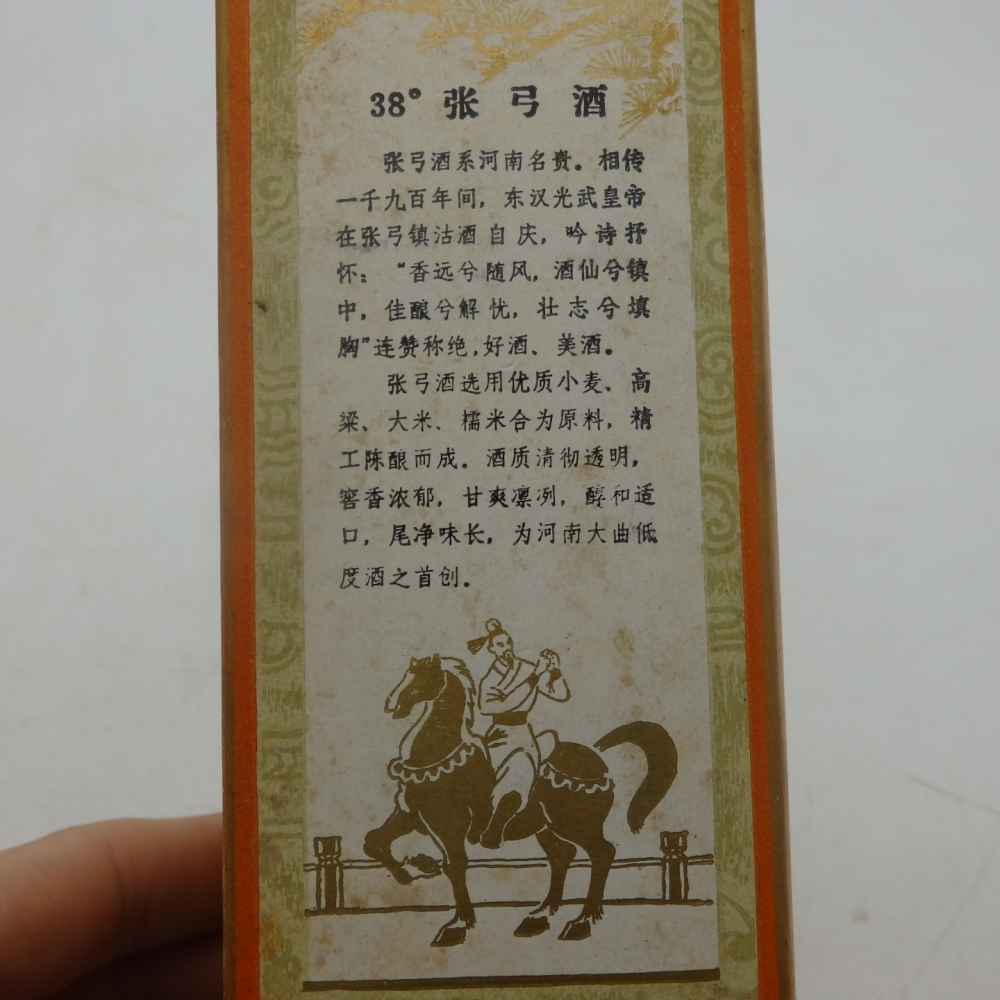 38°张弓酒
张弓酒系河南名贵。相传
一千九百年间，东汉光武皇帝
在张弓镇沽酒自庆，吟诗抒
怀：“香远兮随风，酒仙兮镇
中，佳酿兮解忧，壮志兮填
胸”连赞称绝,好酒、美酒。
张弓酒选用优质小麦、高
粱、大米、糯米合为原料，精
工陈酿而成。酒质清彻透明，
窖香浓郁，甘爽凛冽，醇和适
口，尾净味长，为河南大曲低
度酒之首创。